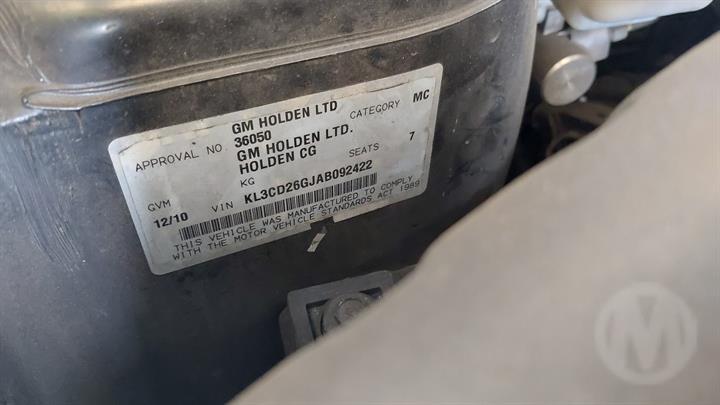 GM HOLDEN LTD
APPROVAL NO. 36050 CATEGORY MC
GM HOLDEN LTD.
HOLDEN CG
GVM KG SEATS 7
12/10 VIN KL3CD26GJAB092422
THIS VEHICLE WAS MANUFACTURED TO COMPLY
WITH THE MOTOR VEHICLE STANDARDS ACT 1989
M